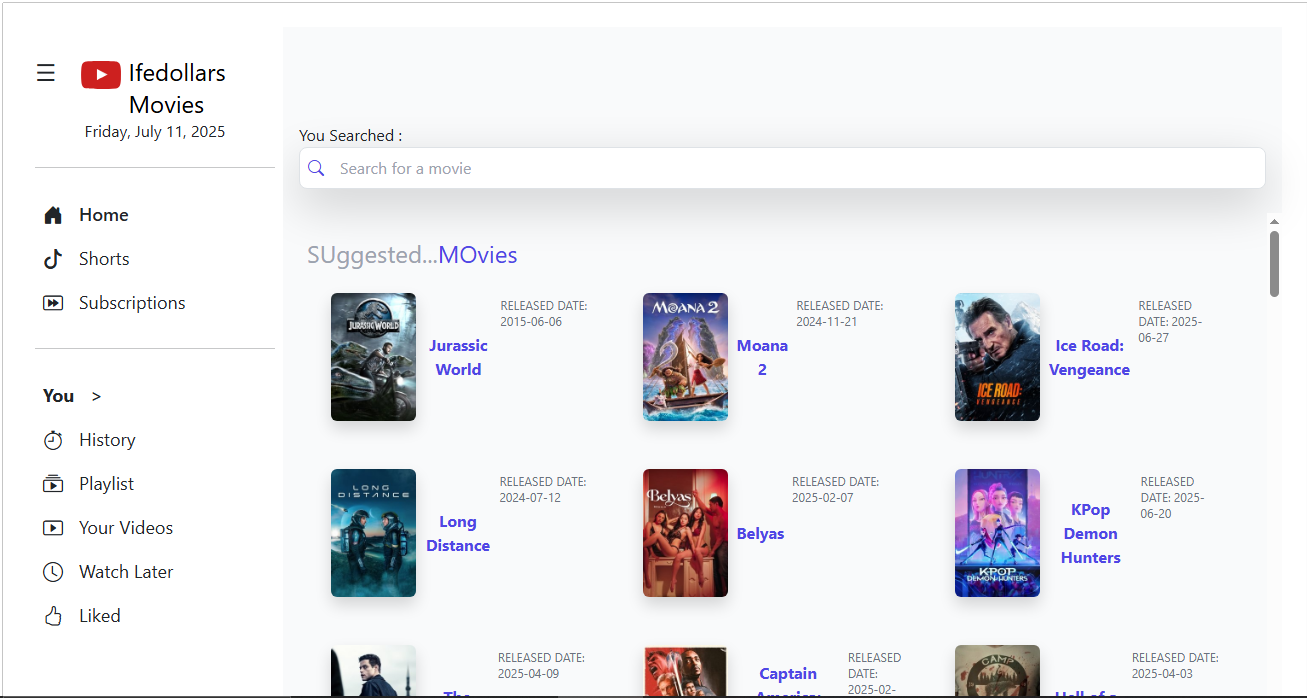 Ifedollars
Movies
Friday, July 11, 2025
Home
Shorts
Subscriptions
You >
History
Playlist
Your Videos
Watch Later
Liked
You Searched :
Search for a movie
SUggested...MOvies
JURASSIC WORLD
Jurassic
World
RELEASED DATE:
2015-06-06
MOANA 2
Moana
2
RELEASED DATE:
2024-11-21
ICE ROAD:
VENGEANCE
Ice Road:
Vengeance
RELEASED
DATE: 2025-
06-27
LONG
DISTANCE
Long
Distance
RELEASED DATE:
2024-07-12
Belyas
Belyas
RELEASED DATE:
2025-02-07
KPOP
DEMON HUNTERS
KPop
Demon
Hunters
RELEASED
DATE: 2025-
06-20
The
RELEASED DATE:
2025-04-09
Captain
America:
RELEASED
DATE:
2025-02-
CAMP
Hell of a
RELEASED DATE:
2025-04-03